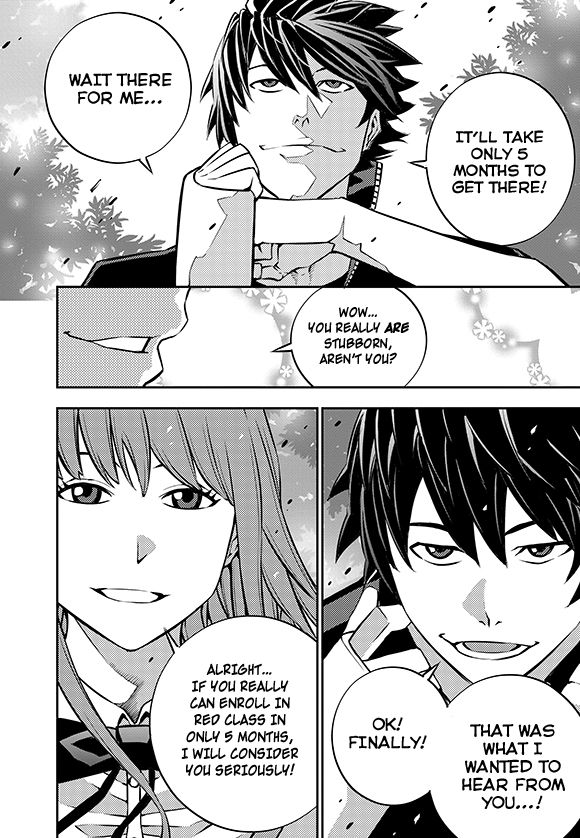 WAIT THERE
FOR ME...
IT'LL TAKE
ONLY 5
MONTHS TO
GET THERE!
WOW...
YOU REALLY ARE
STUBBORN,
AREN'T YOU?
ALRIGHT...
IF YOU REALLY
CAN ENROLL IN
RED CLASS IN
ONLY 5 MONTHS,
I WILL CONSIDER
YOU SERIOUSLY!
OK!
FINALLY!
THAT WAS
WHAT I
WANTED TO
HEAR FROM
YOU...!